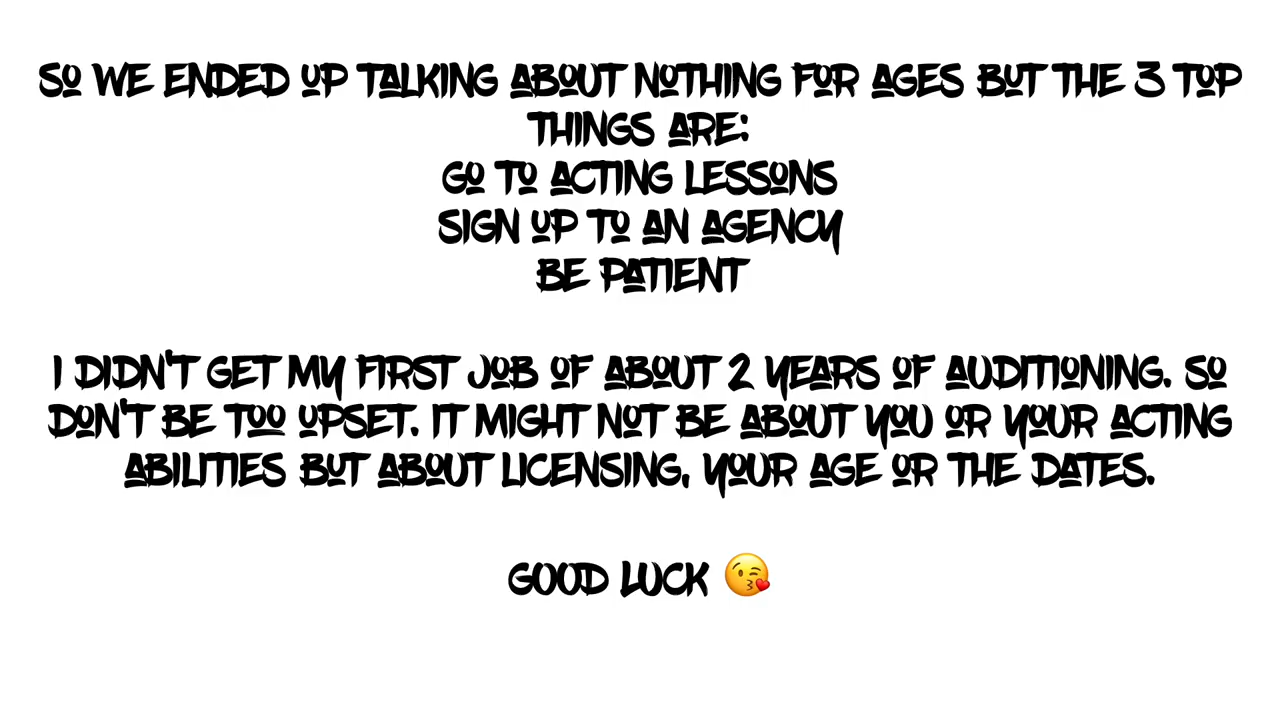 SO WE ENDED UP TALKING ABOUT NOTHING FOR AGES BUT THE 3 TOP
THINGS ARE:
GO TO ACTING LESSONS
SIGN UP TO AN AGENCY
BE PATIENT
I DIDN'T GET MY FIRST JOB OF ABOUT 2 YEARS OF AUDITIONING. SO
DON'T BE TOO UPSET. IT MIGHT NOT BE ABOUT YOU OR YOUR ACTING
ABILITIES BUT ABOUT LICENSING, YOUR AGE OR THE DATES.
GOOD LUCK 😘